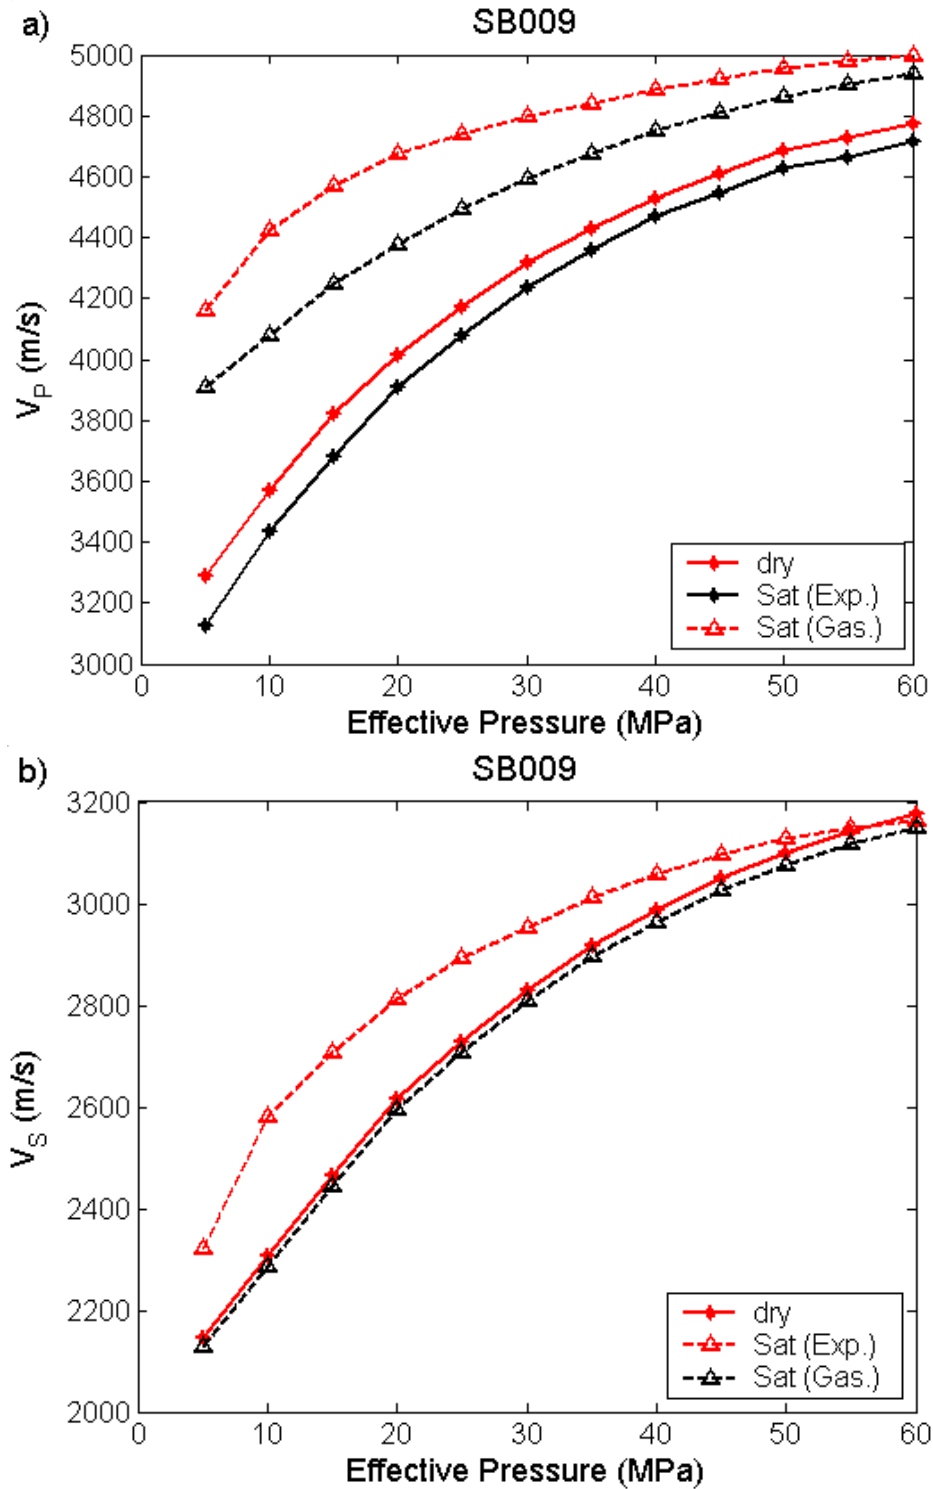 a)
SB009
5000
4800
4600
4400
4200
4000
3800
3600
3400
3200
3000
V_P (m/s)
dry
Sat (Exp.)
Sat (Gas.)
0 10 20 30 40 50 60
Effective Pressure (MPa)
b)
SB009
3200
3000
2800
2600
2400
2200
2000
V_S (m/s)
dry
Sat (Exp.)
Sat (Gas.)
0 10 20 30 40 50 60
Effective Pressure (MPa)